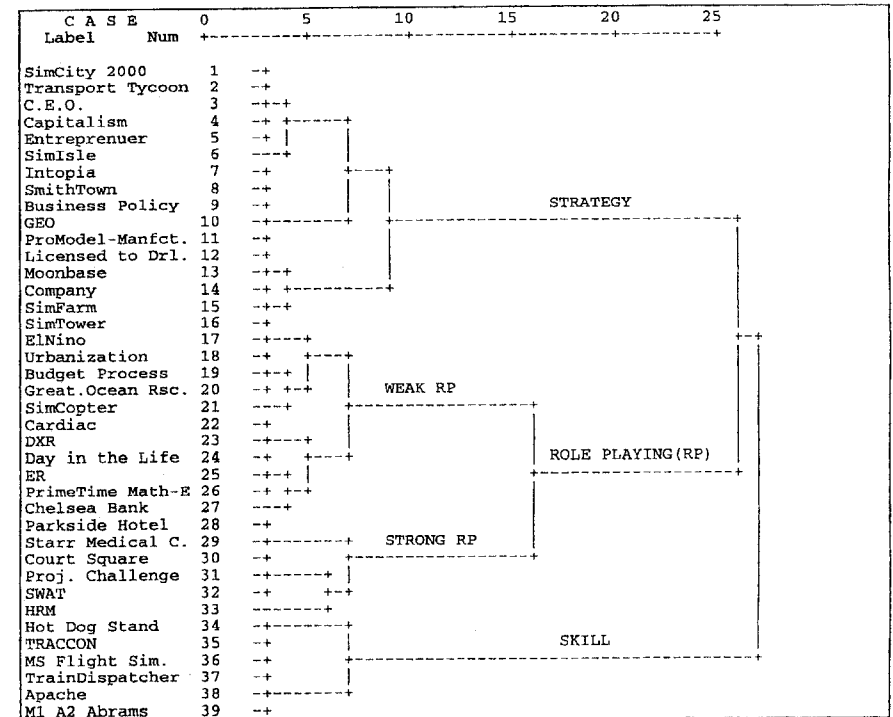 C A S E 0 5 10 15 20 25
Label Num
SimCity 2000 1
Transport Tycoon 2
C.E.O. 3
Capitalism 4
Entreprenuer 5
SimIsle 6
Intopia 7
SmithTown 8
Business Policy 9
STRATEGY
GEO 10
ProModel-Manfct. 11
Licensed to Drl. 12
Moonbase 13
Company 14
SimFarm 15
SimTower 16
ElNino 17
Urbanization 18
Budget Process 19
Great.Ocean Rsc. 20 WEAK RP
SimCopter 21
Cardiac 22
DXR 23
Day in the Life 24 ROLE PLAYING(RP)
ER 25
PrimeTime Math-E 26
Chelsea Bank 27
Parkside Hotel 28
Starr Medical C. 29 STRONG RP
Court Square 30
Proj. Challenge 31
SWAT 32
HRM 33
Hot Dog Stand 34
TRACCON 35 SKILL
MS Flight Sim. 36
TrainDispatcher 37
Apache 38
M1 A2 Abrams 39